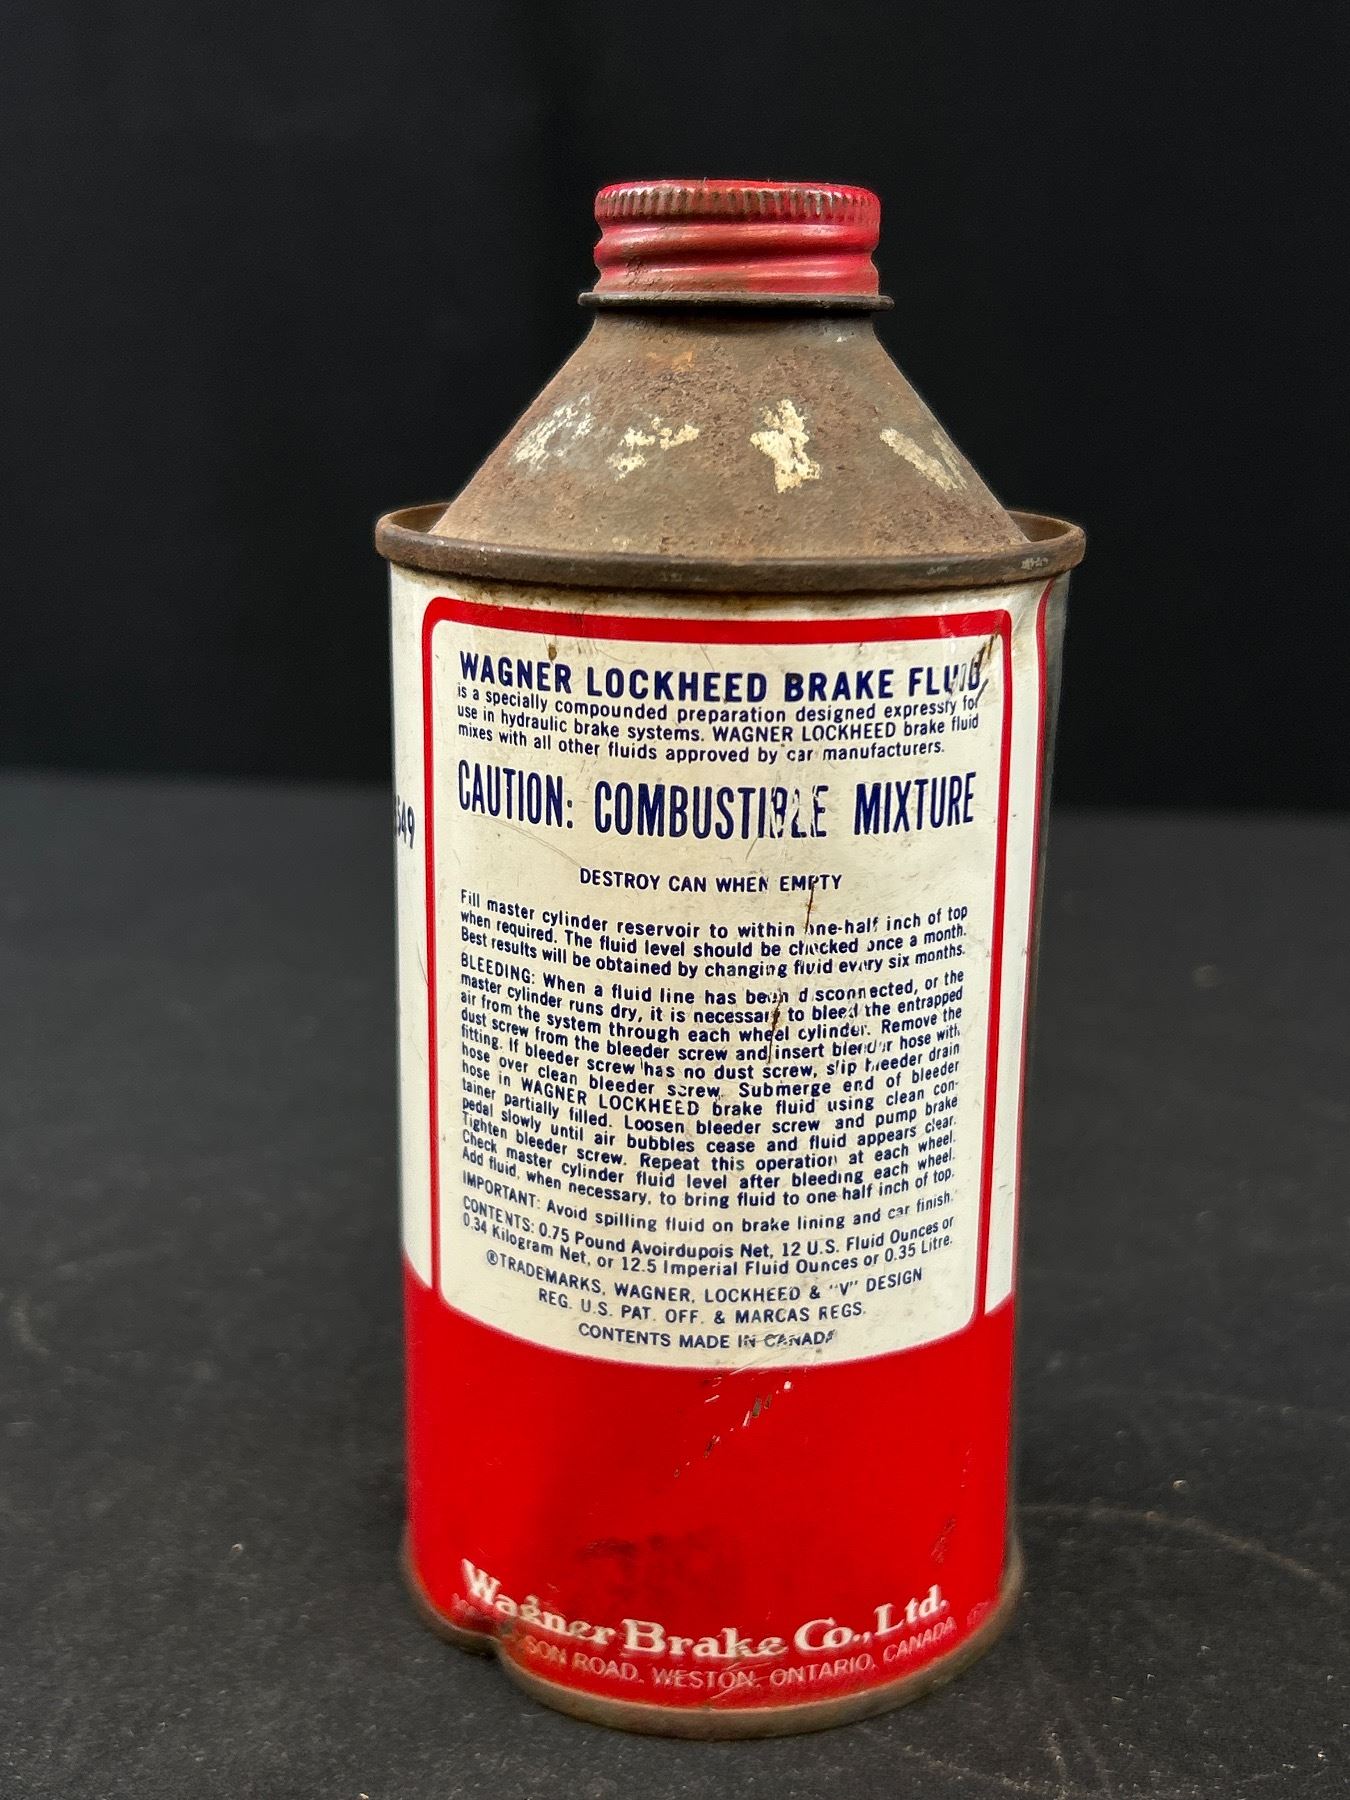 WAGNER LOCKHEED BRAKE FLUID
is a specially compounded preparation designed expressly for
use in hydraulic brake systems. WAGNER LOCKHEED brake fluid
mixes with all other fluids approved by car manufacturers.
CAUTION: COMBUSTIBLE MIXTURE
DESTROY CAN WHEN EMPTY
Fill master cylinder reservoir to within one-half inch of top
when required. The fluid level should be checked once a month.
Best results will be obtained by changing fluid every six months.
BLEEDING: When a fluid line has been disconnected, or the
master cylinder runs dry, it is necessary to bleed the entrapped
air from the system through each wheel cylinder. Remove the
dust screw from the bleeder screw and insert bleeder hose with
fitting. If bleeder screw has no dust screw, slip bleeder drain
hose over clean bleeder screw. Submerge end of bleeder
hose in WAGNER LOCKHEED brake fluid using clean con-
tainer partially filled. Loosen bleeder screw and pump brake
pedal slowly until air bubbles cease and fluid appears clear.
Tighten bleeder screw. Repeat this operation at each wheel.
Check master cylinder fluid level after bleeding each wheel.
Add fluid, when necessary, to bring fluid to one half inch of top.
IMPORTANT: Avoid spilling fluid on brake lining and car finish.
CONTENTS: 0.75 Pound Avoirdupois Net, 12 U.S. Fluid Ounces or
0.34 Kilogram Net, or 12.5 Imperial Fluid Ounces or 0.35 Litre.
®TRADEMARKS, WAGNER, LOCKHEED & "V" DESIGN
REG. U.S. PAT. OFF. & MARCAS REGS.
CONTENTS MADE IN CANADA
Wagner Brake Co., Ltd.
ROAD, WESTON, ONTARIO, CANADA